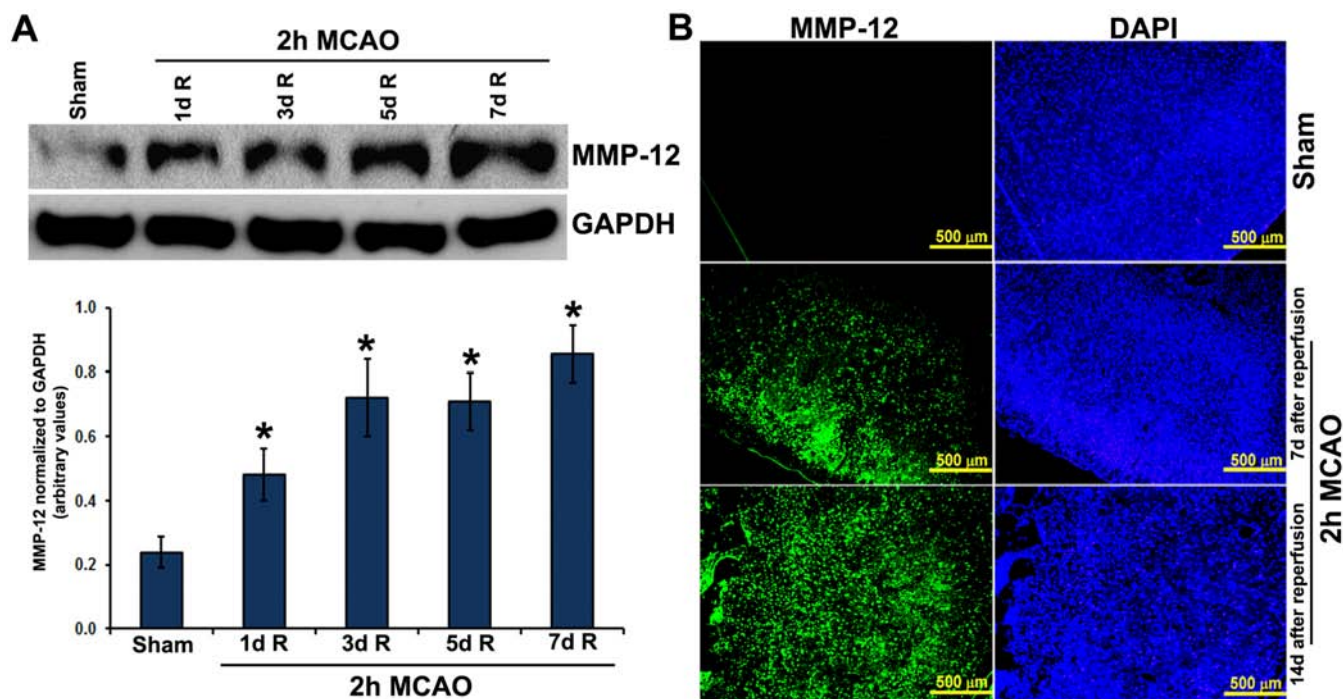 A
2h MCAO
Sham
1d R
3d R
5d R
7d R
MMP-12
GAPDH
MMP-12 normalized to GAPDH
(arbitrary values)
1.0
0.8
0.6
0.4
0.2
0.0
*
*
*
*
Sham
1d R
3d R
5d R
7d R
2h MCAO
B
MMP-12
DAPI
500 μm
500 μm
Sham
500 μm
500 μm
7d after reperfusion
500 μm
500 μm
14d after reperfusion
2h MCAO